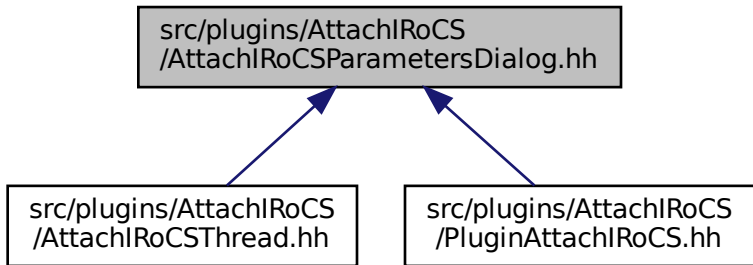 src/plugins/AttachIRoCS
/AttachIRoCSParametersDialog.hh
src/plugins/AttachIRoCS
/AttachIRoCSThread.hh
src/plugins/AttachIRoCS
/PluginAttachIRoCS.hh